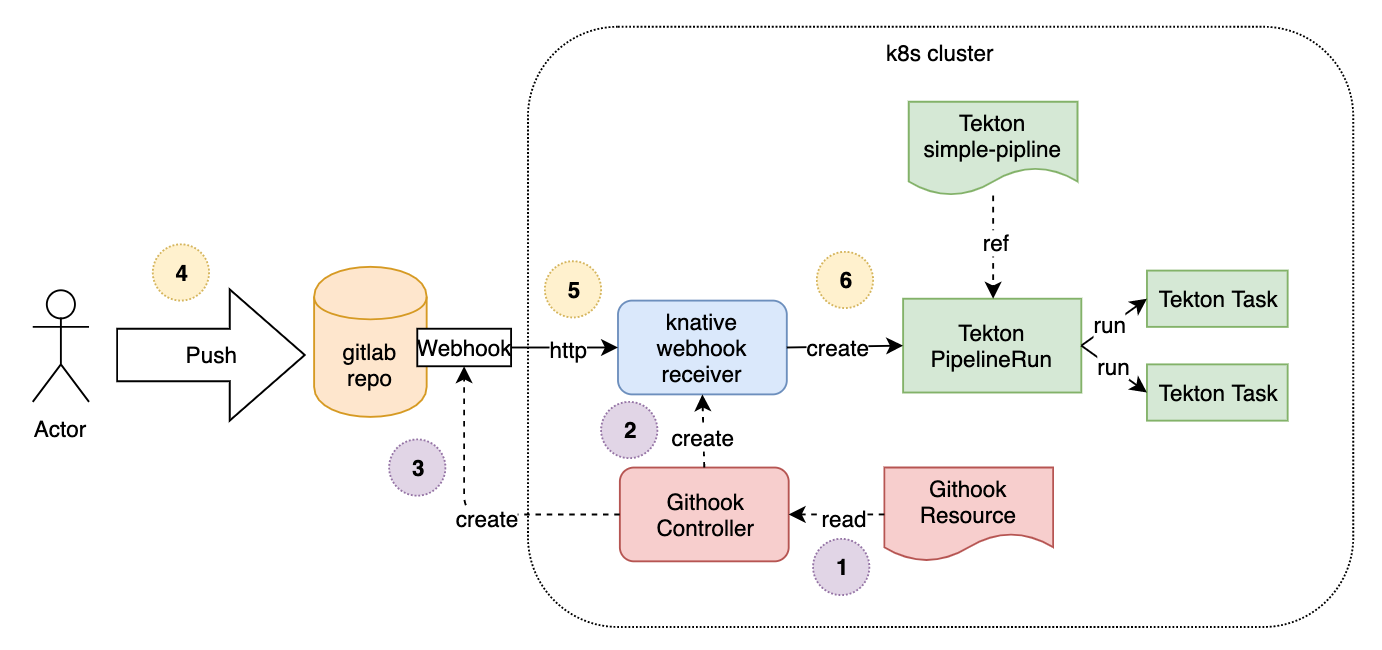 k8s cluster
Tekton
simple-pipline
ref
4
5
6
Push
gitlab
repo
Webhook
http
knative
webhook
receiver
create
Tekton
PipelineRun
run
run
Tekton Task
Tekton Task
Actor
3
2
create
create
Githook
Controller
read
1
Githook
Resource